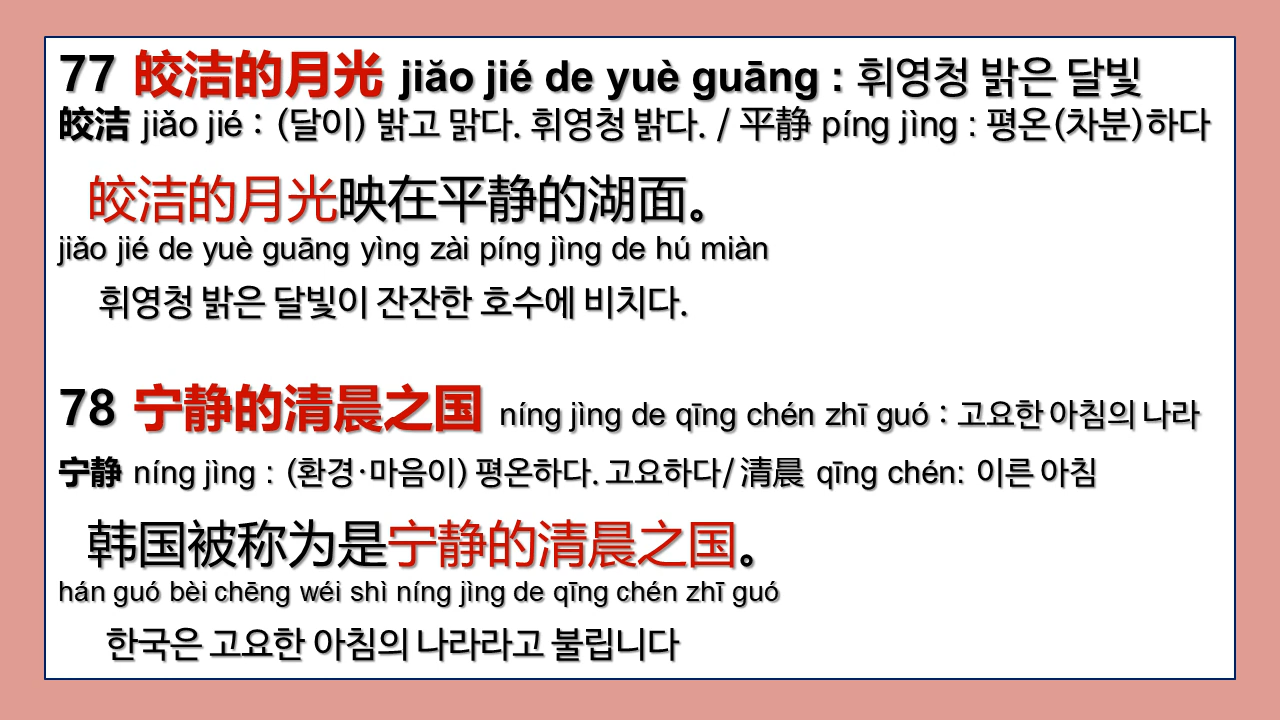 77 皎洁的月光 jiǎo jié de yuè guāng : 휘영청 밝은 달빛
皎洁 jiǎo jié : (달이) 밝고 맑다. 휘영청 밝다. / 平静 píng jìng : 평온(차분)하다
皎洁的月光映在平静的湖面。
jiǎo jié de yuè guāng yìng zài píng jìng de hú miàn
휘영청 밝은 달빛이 잔잔한 호수에 비치다.
78 宁静的清晨之国 níng jìng de qīng chén zhī guó : 고요한 아침의 나라
宁静 níng jìng : (환경·마음이) 평온하다. 고요하다/ 清晨 qīng chén: 이른 아침
韩国被称为是宁静的清晨之国。
hán guó bèi chēng wéi shì níng jìng de qīng chén zhī guó
한국은 고요한 아침의 나라라고 불립니다